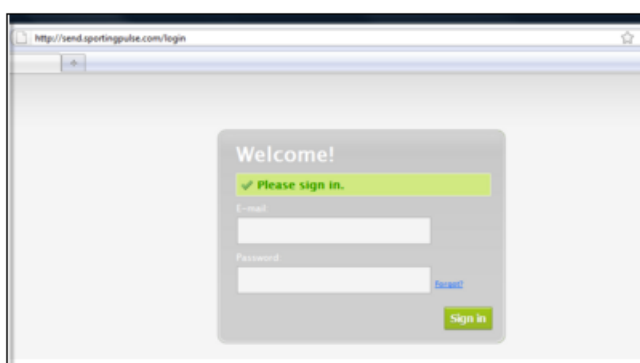 http://send.sportingpulse.com/login
Welcome!
Please sign in.
E-mail
Password
Forgot?
Sign in